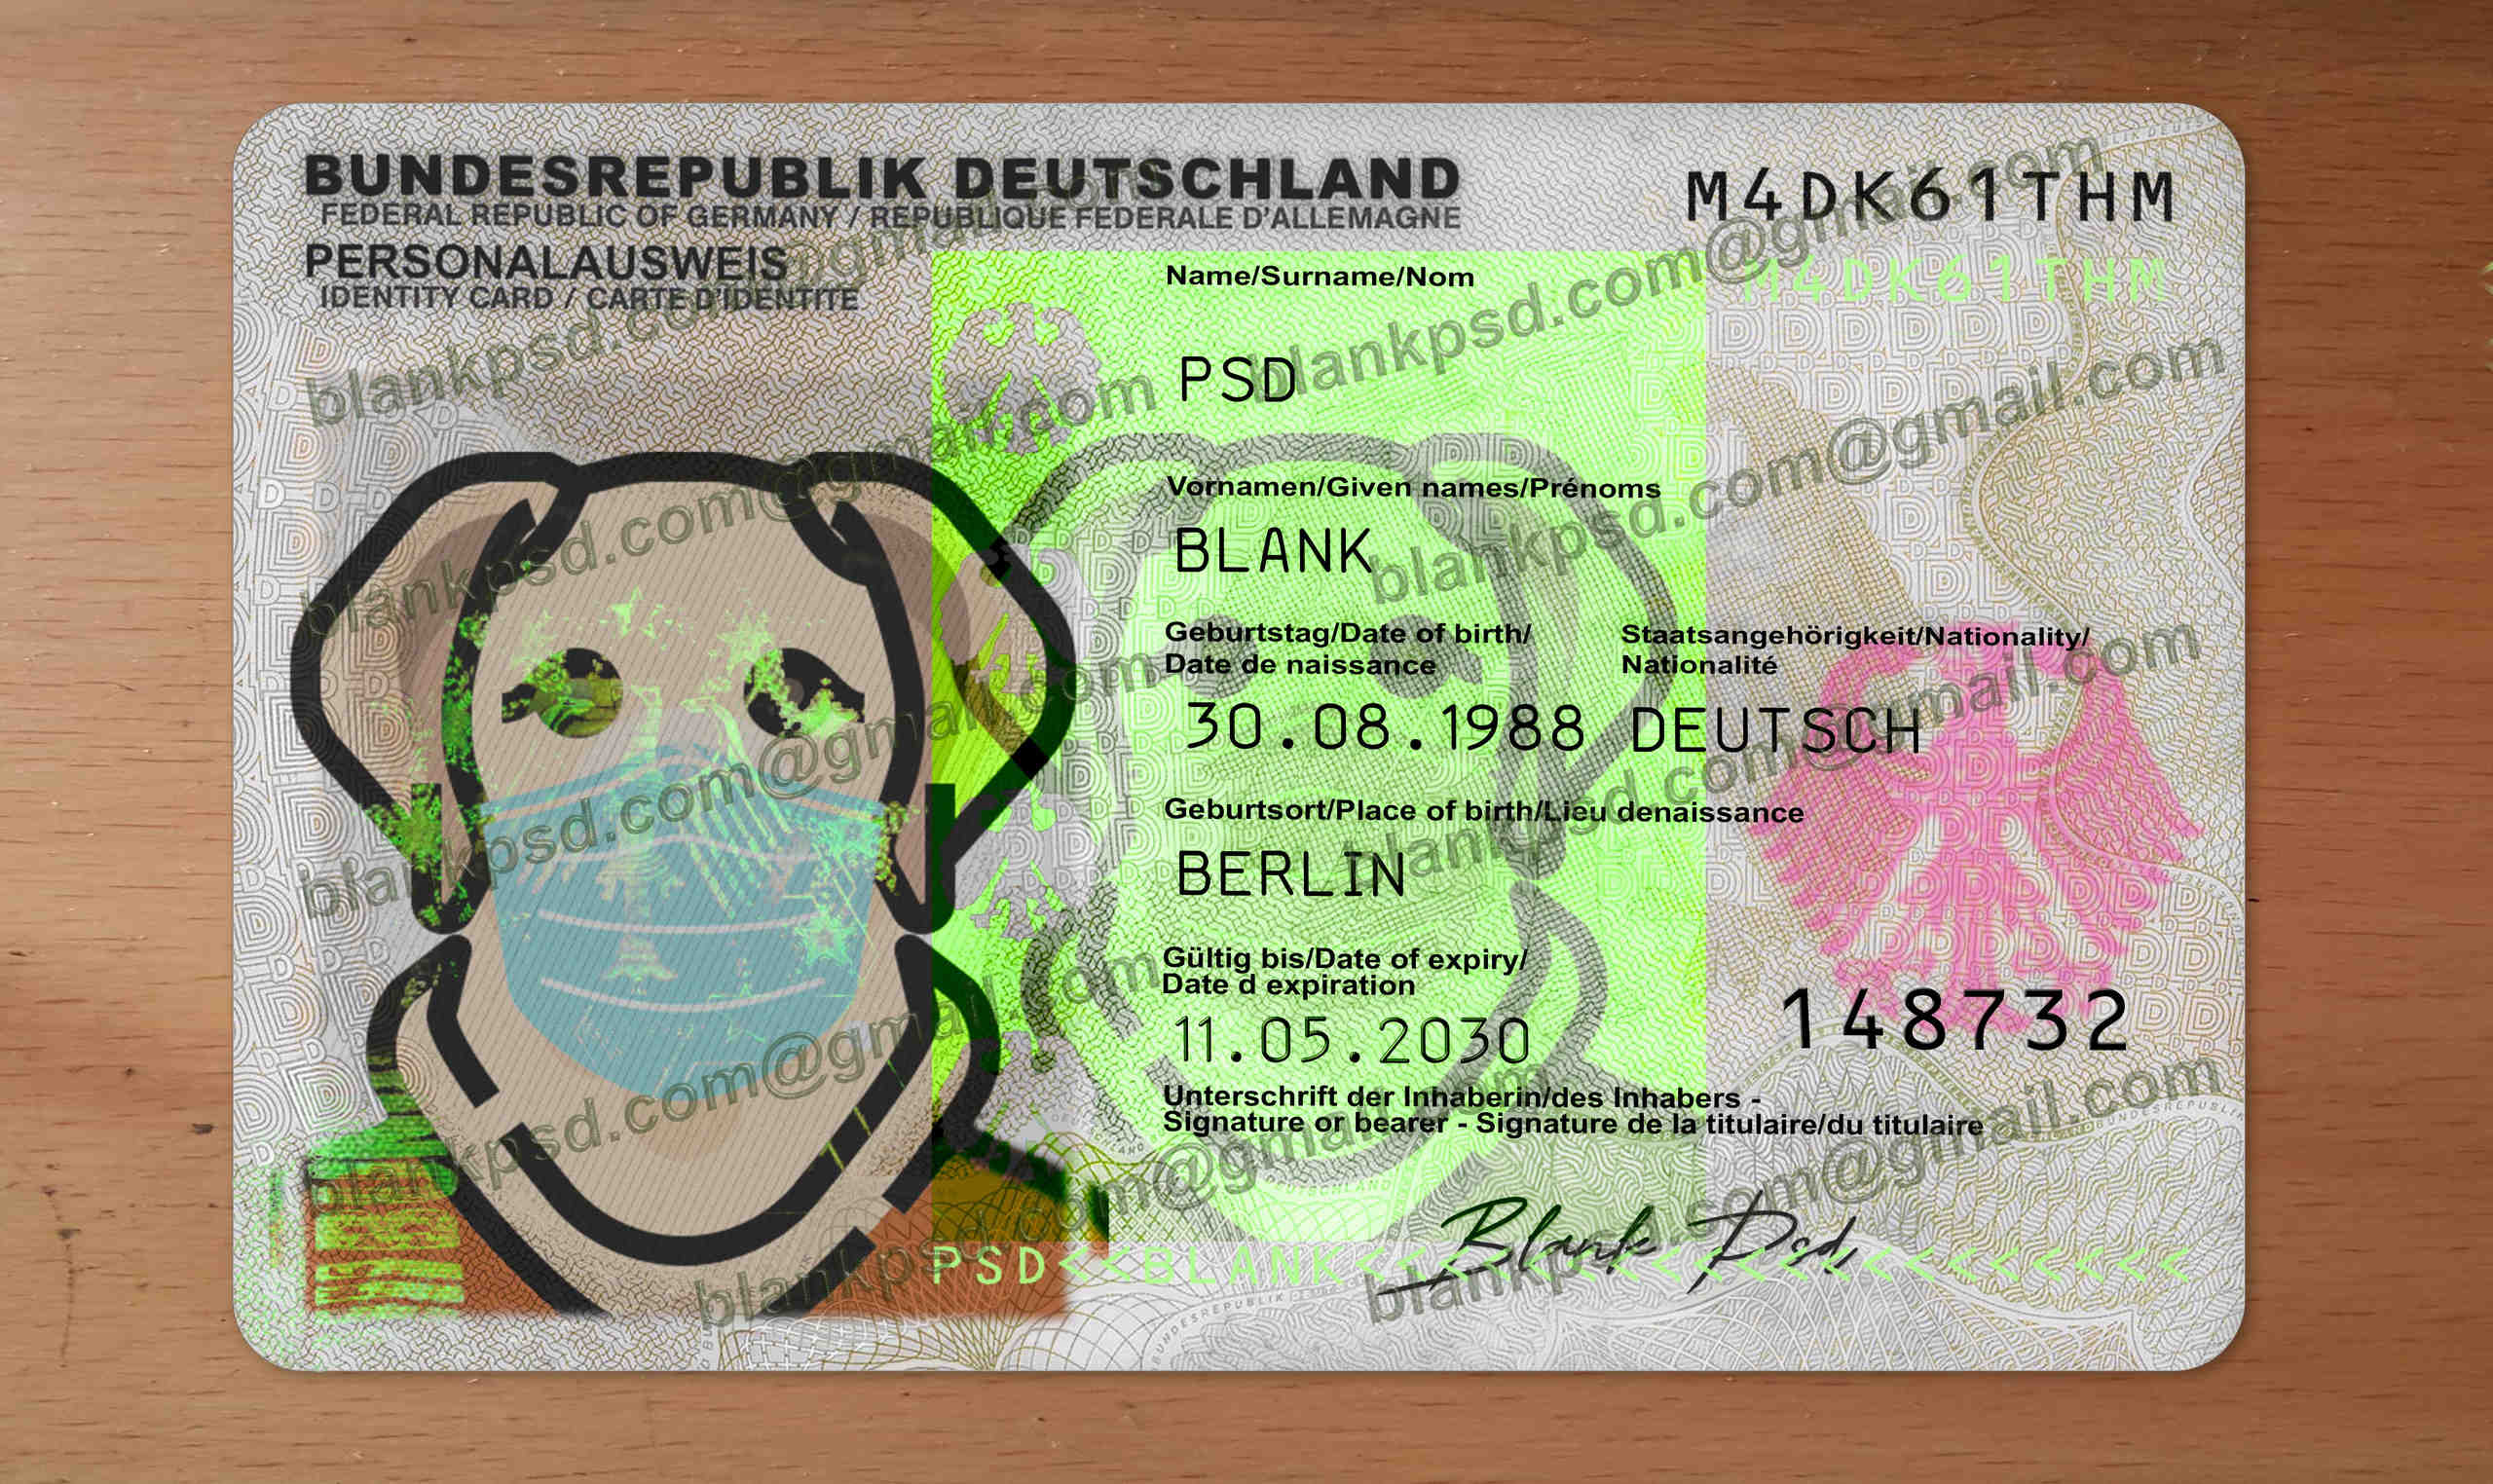 BUNDESREPUBLIK DEUTSCHLAND
FEDERAL REPUBLIC OF GERMANY / REPUBLIQUE FEDERALE D'ALLEMAGNE
PERSONALAUSWEIS
IDENTITY CARD / CARTE D'IDENTITE
M4DK61THM
M4DK61THM
Name/Surname/Nom
PSD
Vornamen/Given names/Prénoms
BLANK
Geburtstag/Date of birth/
Date de naissance
30.08.1988
Staatsangehörigkeit/Nationality/
Nationalité
DEUTSCH
Geburtsort/Place of birth/Lieu denaissance
BERLIN
Gültig bis/Date of expiry/
Date d expiration
11.05.2030
148732
Unterschrift der Inhaberin/des Inhabers -
Signature or bearer - Signature de la titulaire/du titulaire
Blank Psd
PSD<<BLANK<<<<<<<<<<<<<<<<<<<<
blankpsd.com@gmail.com
blankpsd.com@gmail.com
blankpsd.com@gmail.com
blankpsd.com@gmail.com
blankpsd.com@gmail.com
blankpsd.com@gmail.com
blankpsd.com@gmail.com
blankpsd.com@gmail.com
blankpsd.com@gmail.com